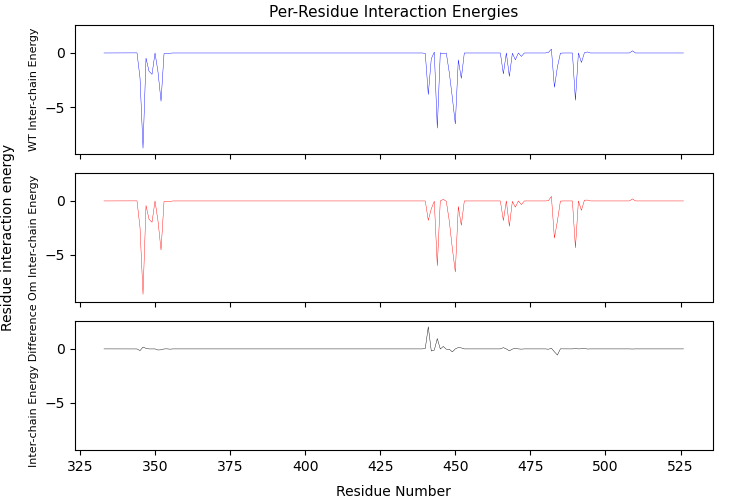 Per-Residue Interaction Energies
Residue interaction energy
WT Inter-chain Energy
0
−5
Om Inter-chain Energy
0
−5
Inter-chain Energy Difference
0
−5
325 350 375 400 425 450 475 500 525
Residue Number